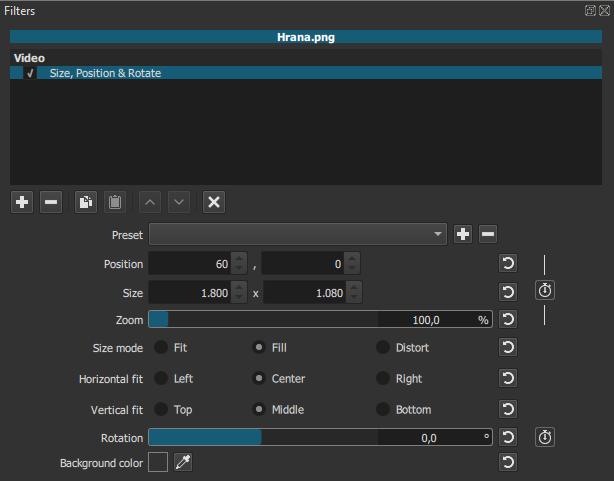 Filters
Hrana.png
Video
✓ Size, Position & Rotate
Preset
Position 60 , 0
Size 1.800 x 1.080
Zoom 100,0 %
Size mode Fit Fill Distort
Horizontal fit Left Center Right
Vertical fit Top Middle Bottom
Rotation 0,0 °
Background color